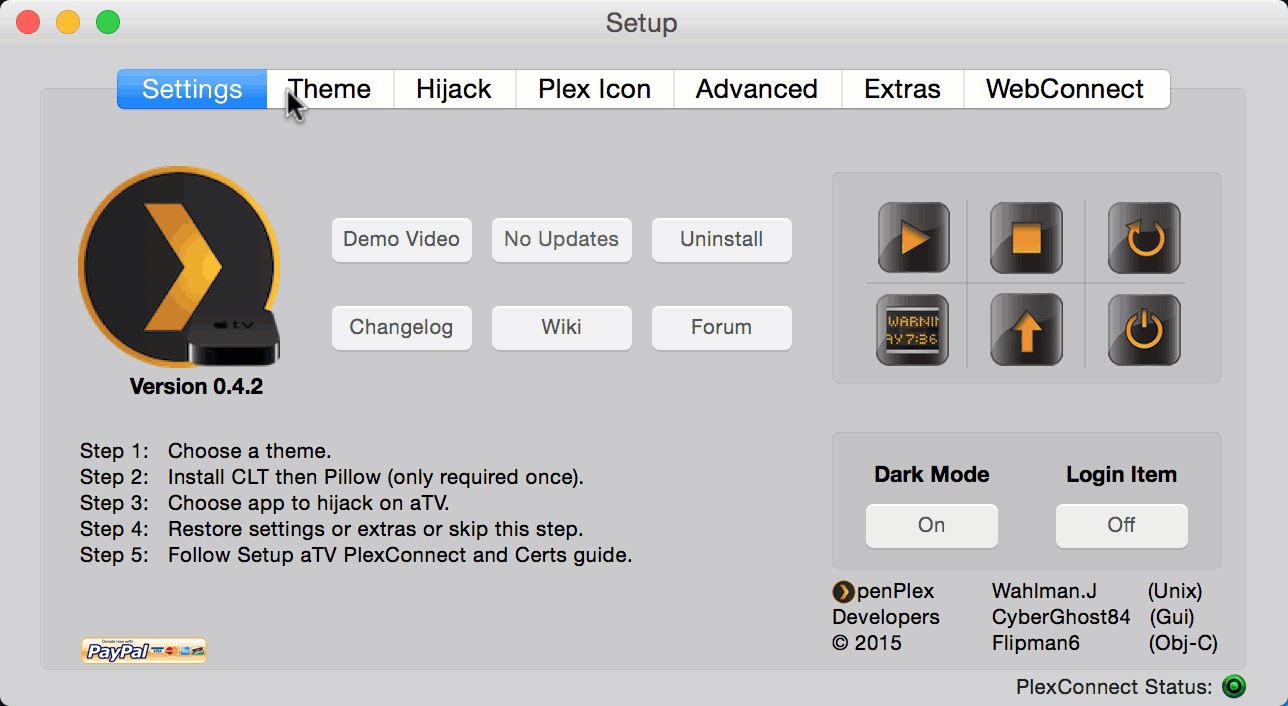 Setup
Settings Theme Hijack Plex Icon Advanced Extras WebConnect
Demo Video No Updates Uninstall
Changelog Wiki Forum
WARNIN
AY7:36
tv
Version 0.4.2
Step 1: Choose a theme.
Step 2: Install CLT then Pillow (only required once).
Step 3: Choose app to hijack on aTV.
Step 4: Restore settings or extras or skip this step.
Step 5: Follow Setup aTV PlexConnect and Certs guide.
Dark Mode Login Item
On Off
penPlex Wahlman.J (Unix)
Developers CyberGhost84 (Gui)
© 2015 Flipman6 (Obj-C)
Donate now with
PayPal
PlexConnect Status: